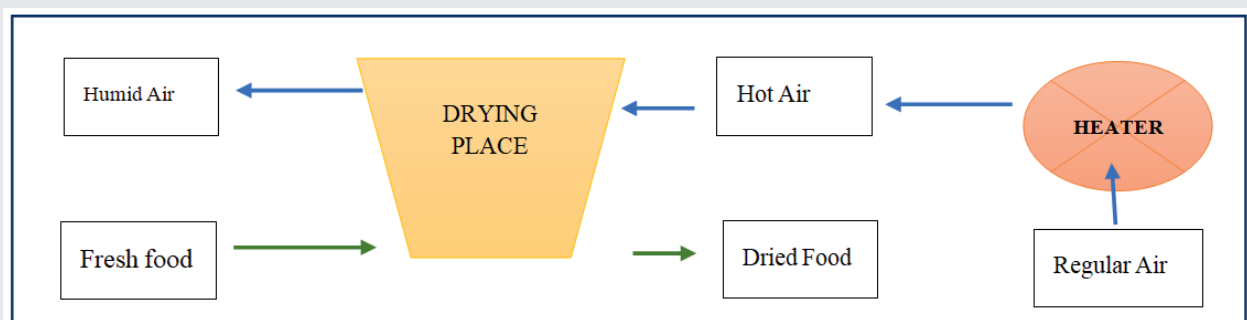 Humid Air
DRYING
PLACE
Hot Air
HEATER
Fresh food
Dried Food
Regular Air